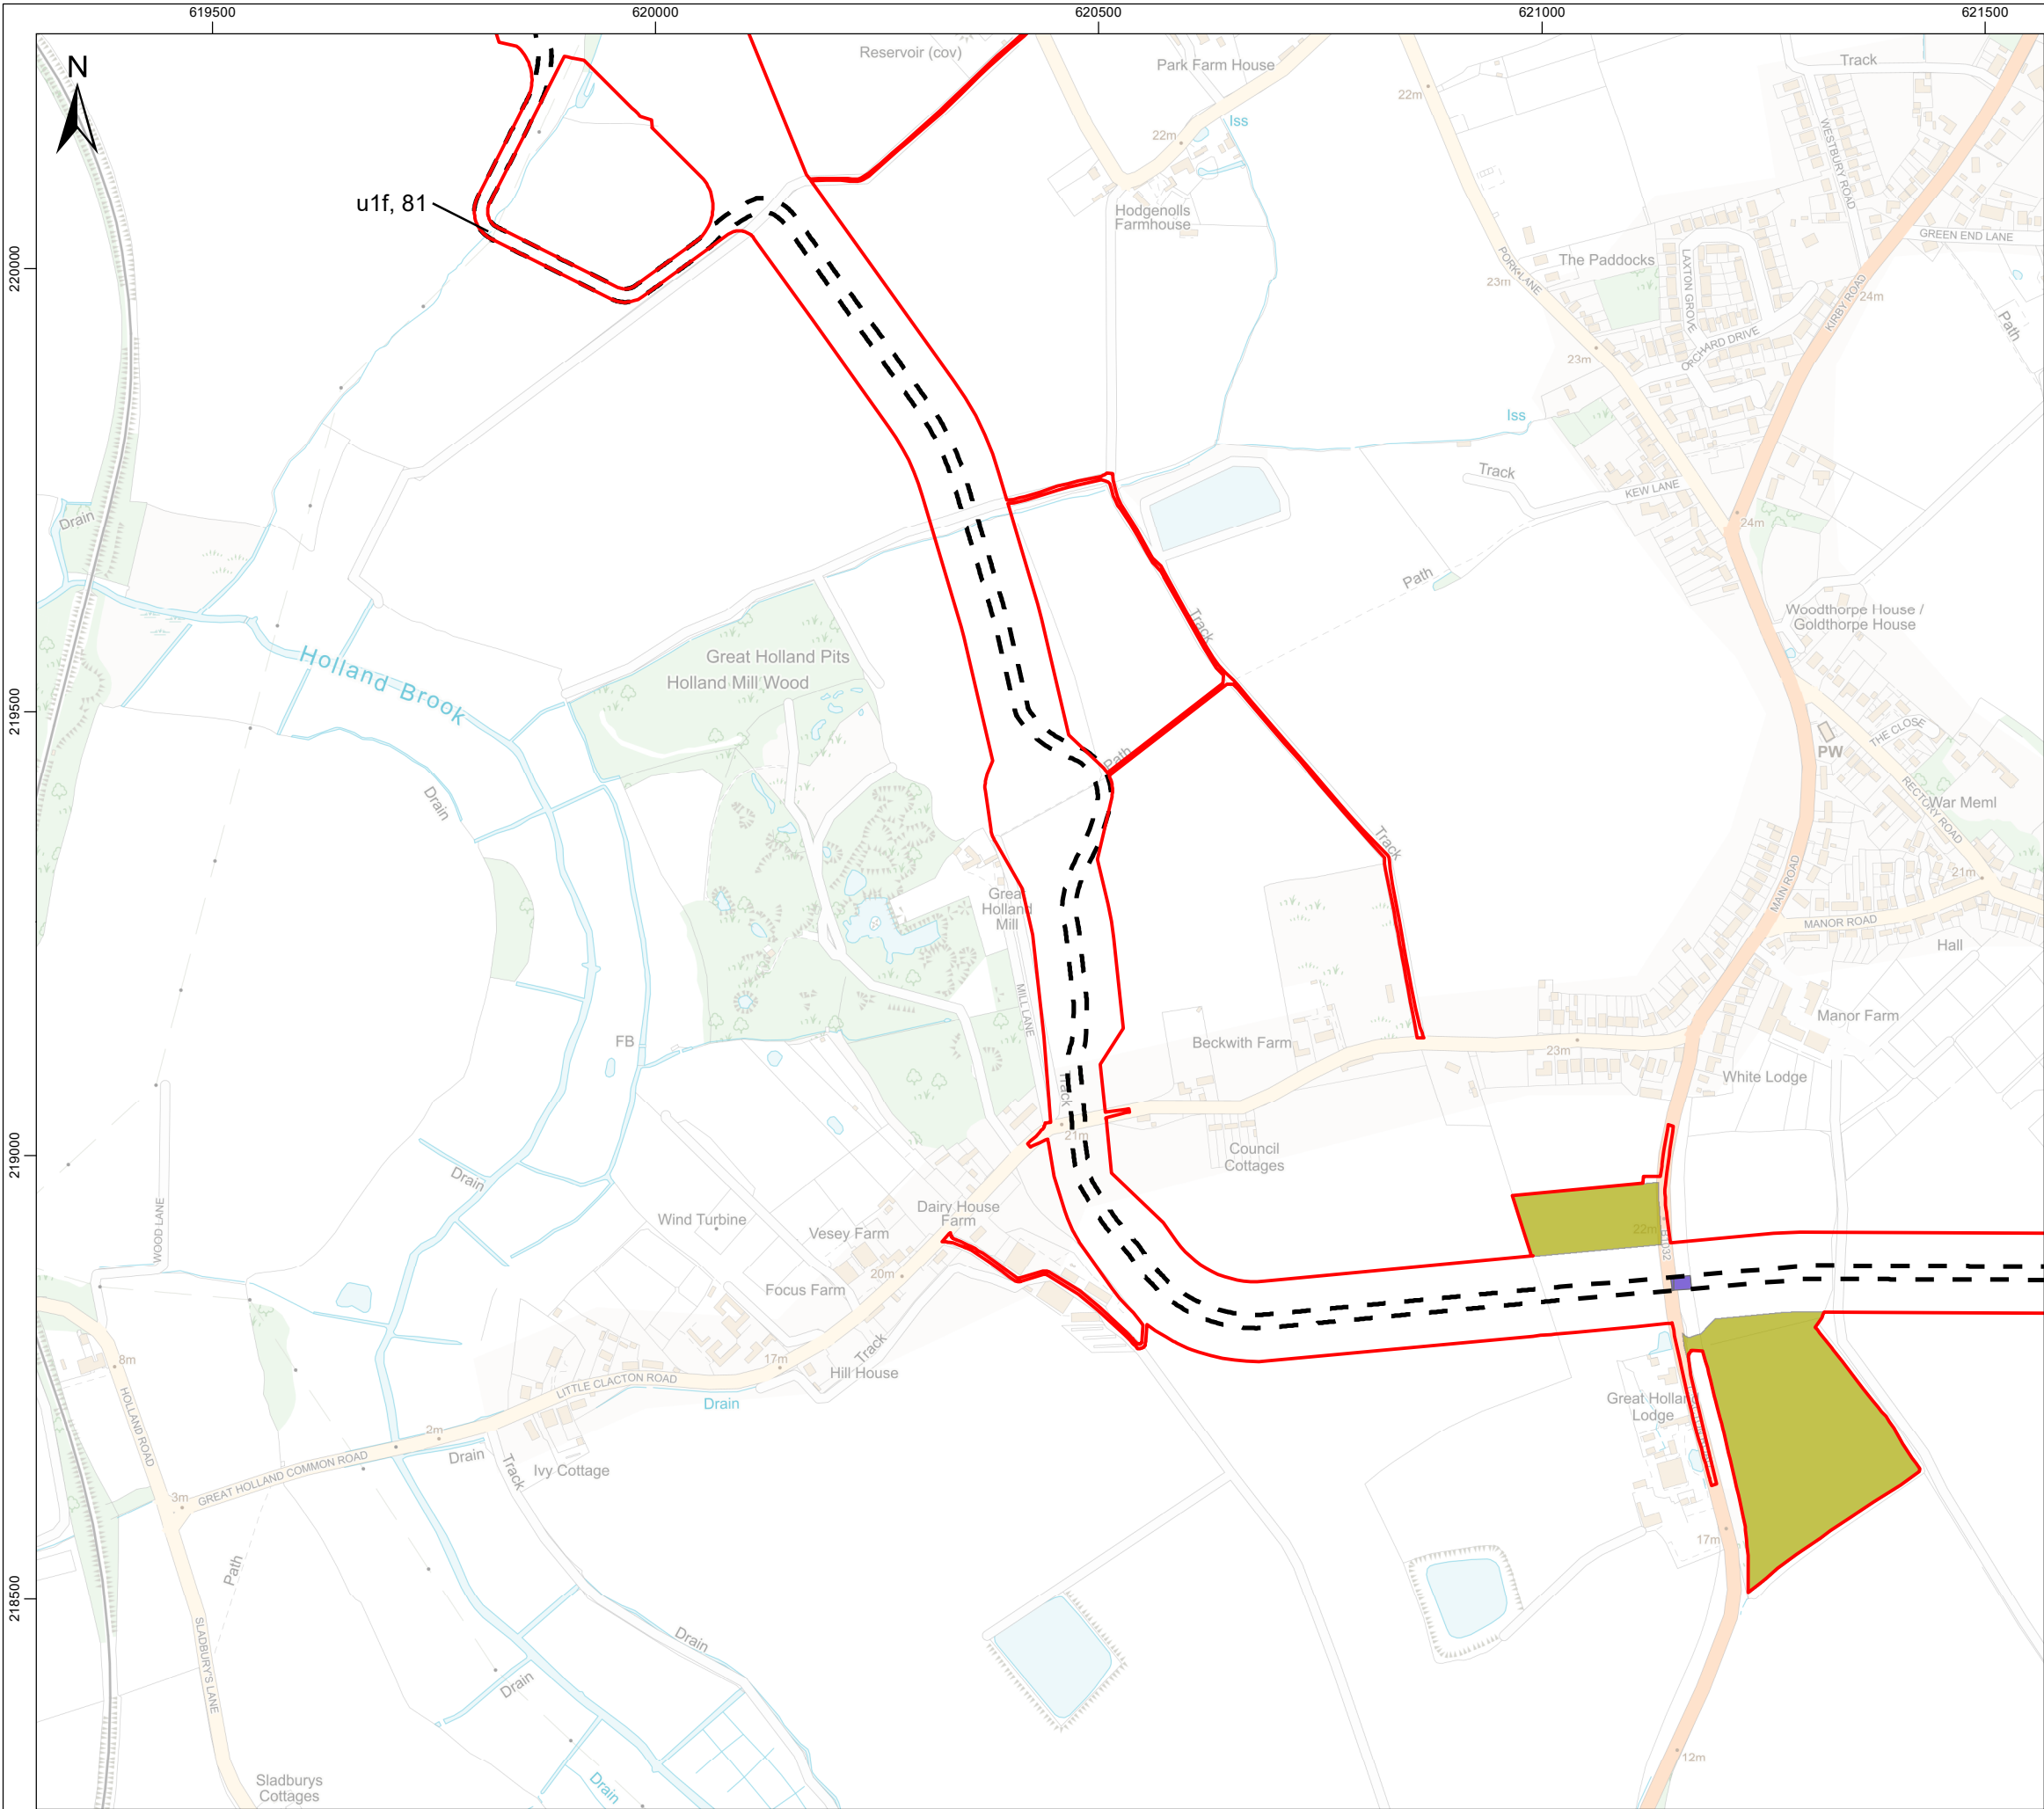 619500
620000
620500
621000
621500
N
Reservoir (cov)
Park Farm House
22m
Track
22m
Iss
WESTBURY ROAD
u1f, 81
Hodgenolls
Farmhouse
GREEN END LANE
220000
PORK LANE
The Paddocks
LAXTON GROVE
23m
24m
KIRBY ROAD
Path
ORCHARD DRIVE
23m
Iss
Track
KEW LANE
Drain
24m
Path
Woodthorpe House /
Goldthorpe House
Track
Holland Brook
Great Holland Pits
Holland Mill Wood
219500
THE CLOSE
PW
Path
RECTORY ROAD
War Meml
Drain
Track
MAIN ROAD
21m
Great
Holland
Mill
MANOR ROAD
Hall
MILL LANE
Manor Farm
FB
Beckwith Farm
23m
White Lodge
Track
21m
219000
Council
Cottages
Drain
WOOD LANE
Wind Turbine
Dairy House
Farm
Vesey Farm
22m
B1032
20m
Focus Farm
Track
8m
17m
Hill House
LITTLE CLACTON ROAD
Drain
HOLLAND ROAD
Great Holland
Lodge
2m
Drain
Track
Ivy Cottage
GREAT HOLLAND COMMON ROAD
3m
17m
Path
218500
SLADBURY'S LANE
Drain
Drain
12m
Sladburys
Cottages
Drain